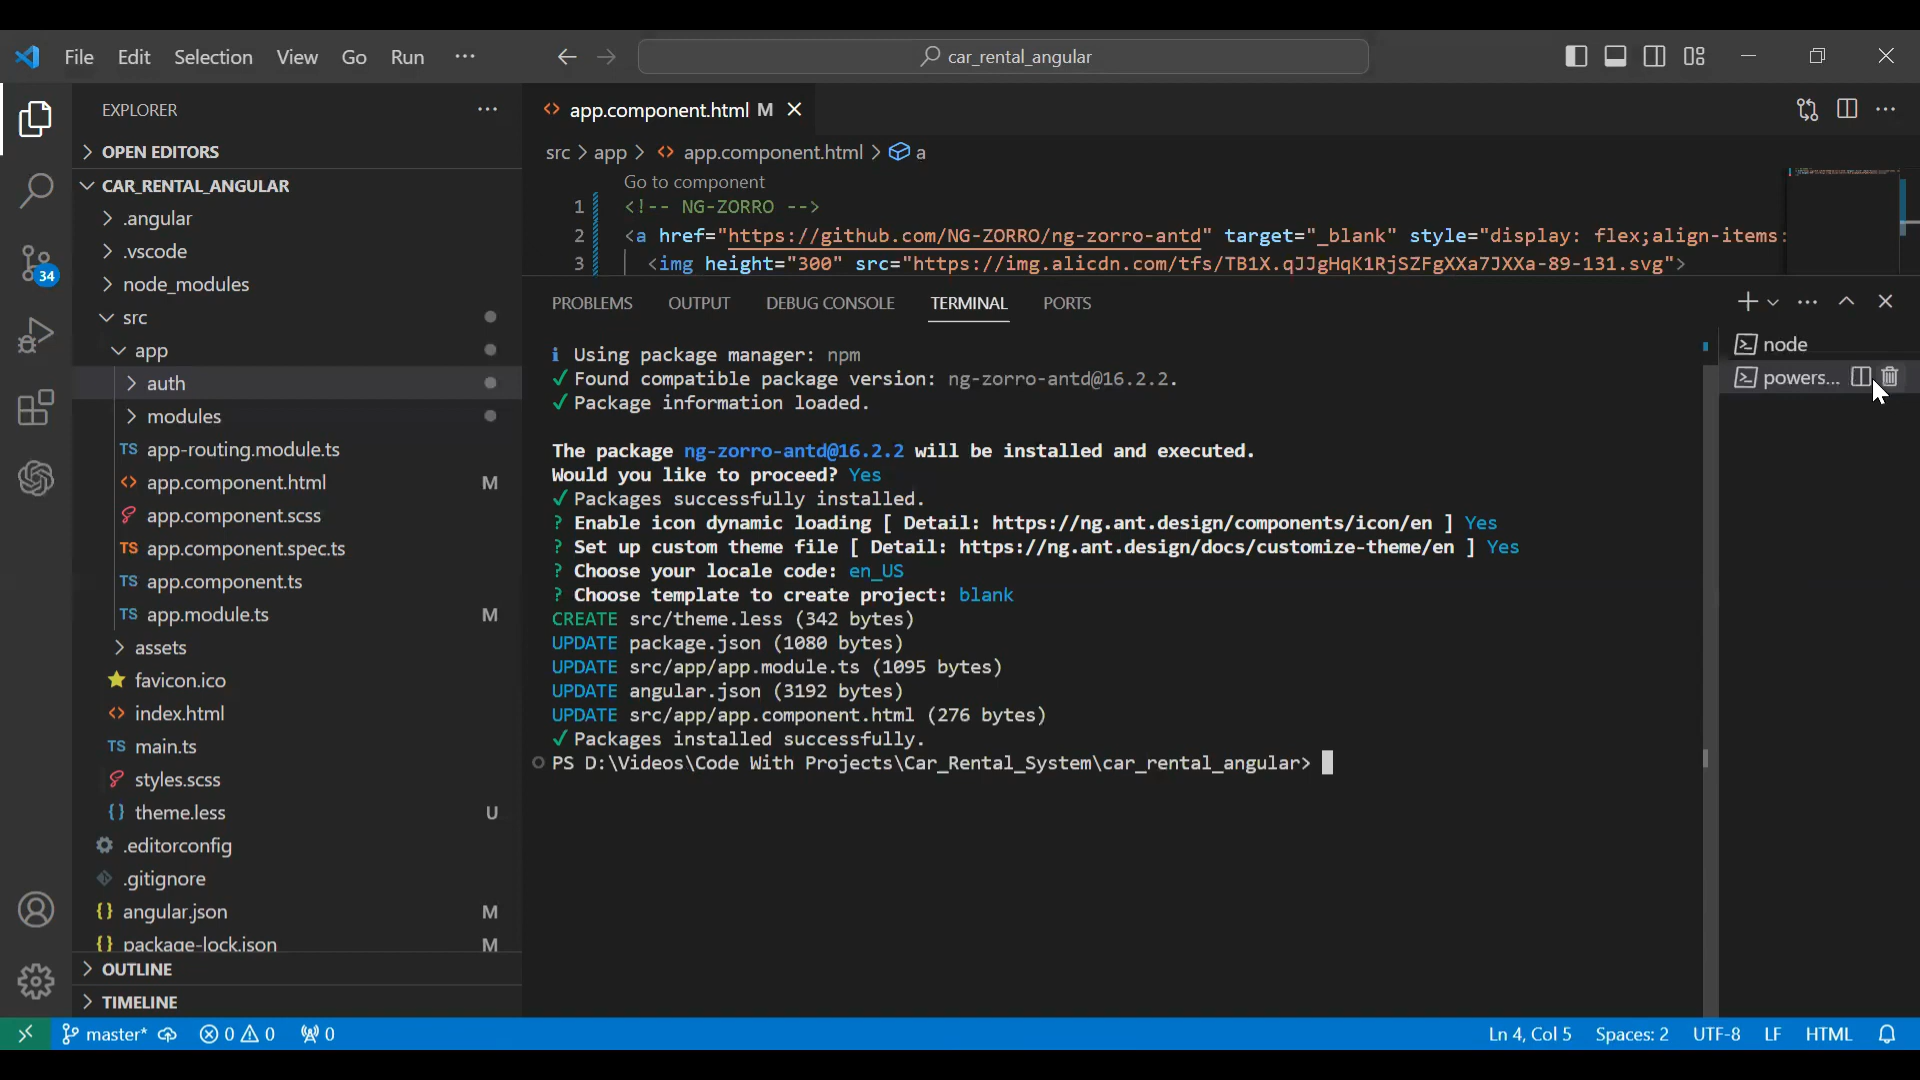 File Edit Selection View Go Run ···
car_rental_angular
EXPLORER ···
OPEN EDITORS
CAR_RENTAL_ANGULAR
.angular
.vscode
node_modules
src
app
auth
modules
TS app-routing.module.ts
<> app.component.html M
app.component.scss
TS app.component.spec.ts
TS app.component.ts
TS app.module.ts M
assets
favicon.ico
<> index.html
TS main.ts
styles.scss
{} theme.less U
.editorconfig
.gitignore
{} angular.json M
{} package-lock.json M
OUTLINE
TIMELINE
34
<> app.component.html M
src > app > <> app.component.html > a
Go to component
1 <!-- NG-ZORRO -->
2 <a href="https://github.com/NG-ZORRO/ng-zorro-antd" target="_blank" style="display: flex;align-items:
3 <img height="300" src="https://img.alicdn.com/tfs/TB1X.qJJgHqK1RjSZFgXXa7JXXa-89-131.svg">
PROBLEMS OUTPUT DEBUG CONSOLE TERMINAL PORTS
node
powers...
i Using package manager: npm
✓ Found compatible package version: ng-zorro-antd@16.2.2.
✓ Package information loaded.
The package ng-zorro-antd@16.2.2 will be installed and executed.
Would you like to proceed? Yes
✓ Packages successfully installed.
? Enable icon dynamic loading [ Detail: https://ng.ant.design/components/icon/en ] Yes
? Set up custom theme file [ Detail: https://ng.ant.design/docs/customize-theme/en ] Yes
? Choose your locale code: en_US
? Choose template to create project: blank
CREATE src/theme.less (342 bytes)
UPDATE package.json (1080 bytes)
UPDATE src/app/app.module.ts (1095 bytes)
UPDATE angular.json (3192 bytes)
UPDATE src/app/app.component.html (276 bytes)
✓ Packages installed successfully.
PS D:\Videos\Code With Projects\Car_Rental_System\car_rental_angular>
master* 0 0 0 Ln 4, Col 5 Spaces: 2 UTF-8 LF HTML